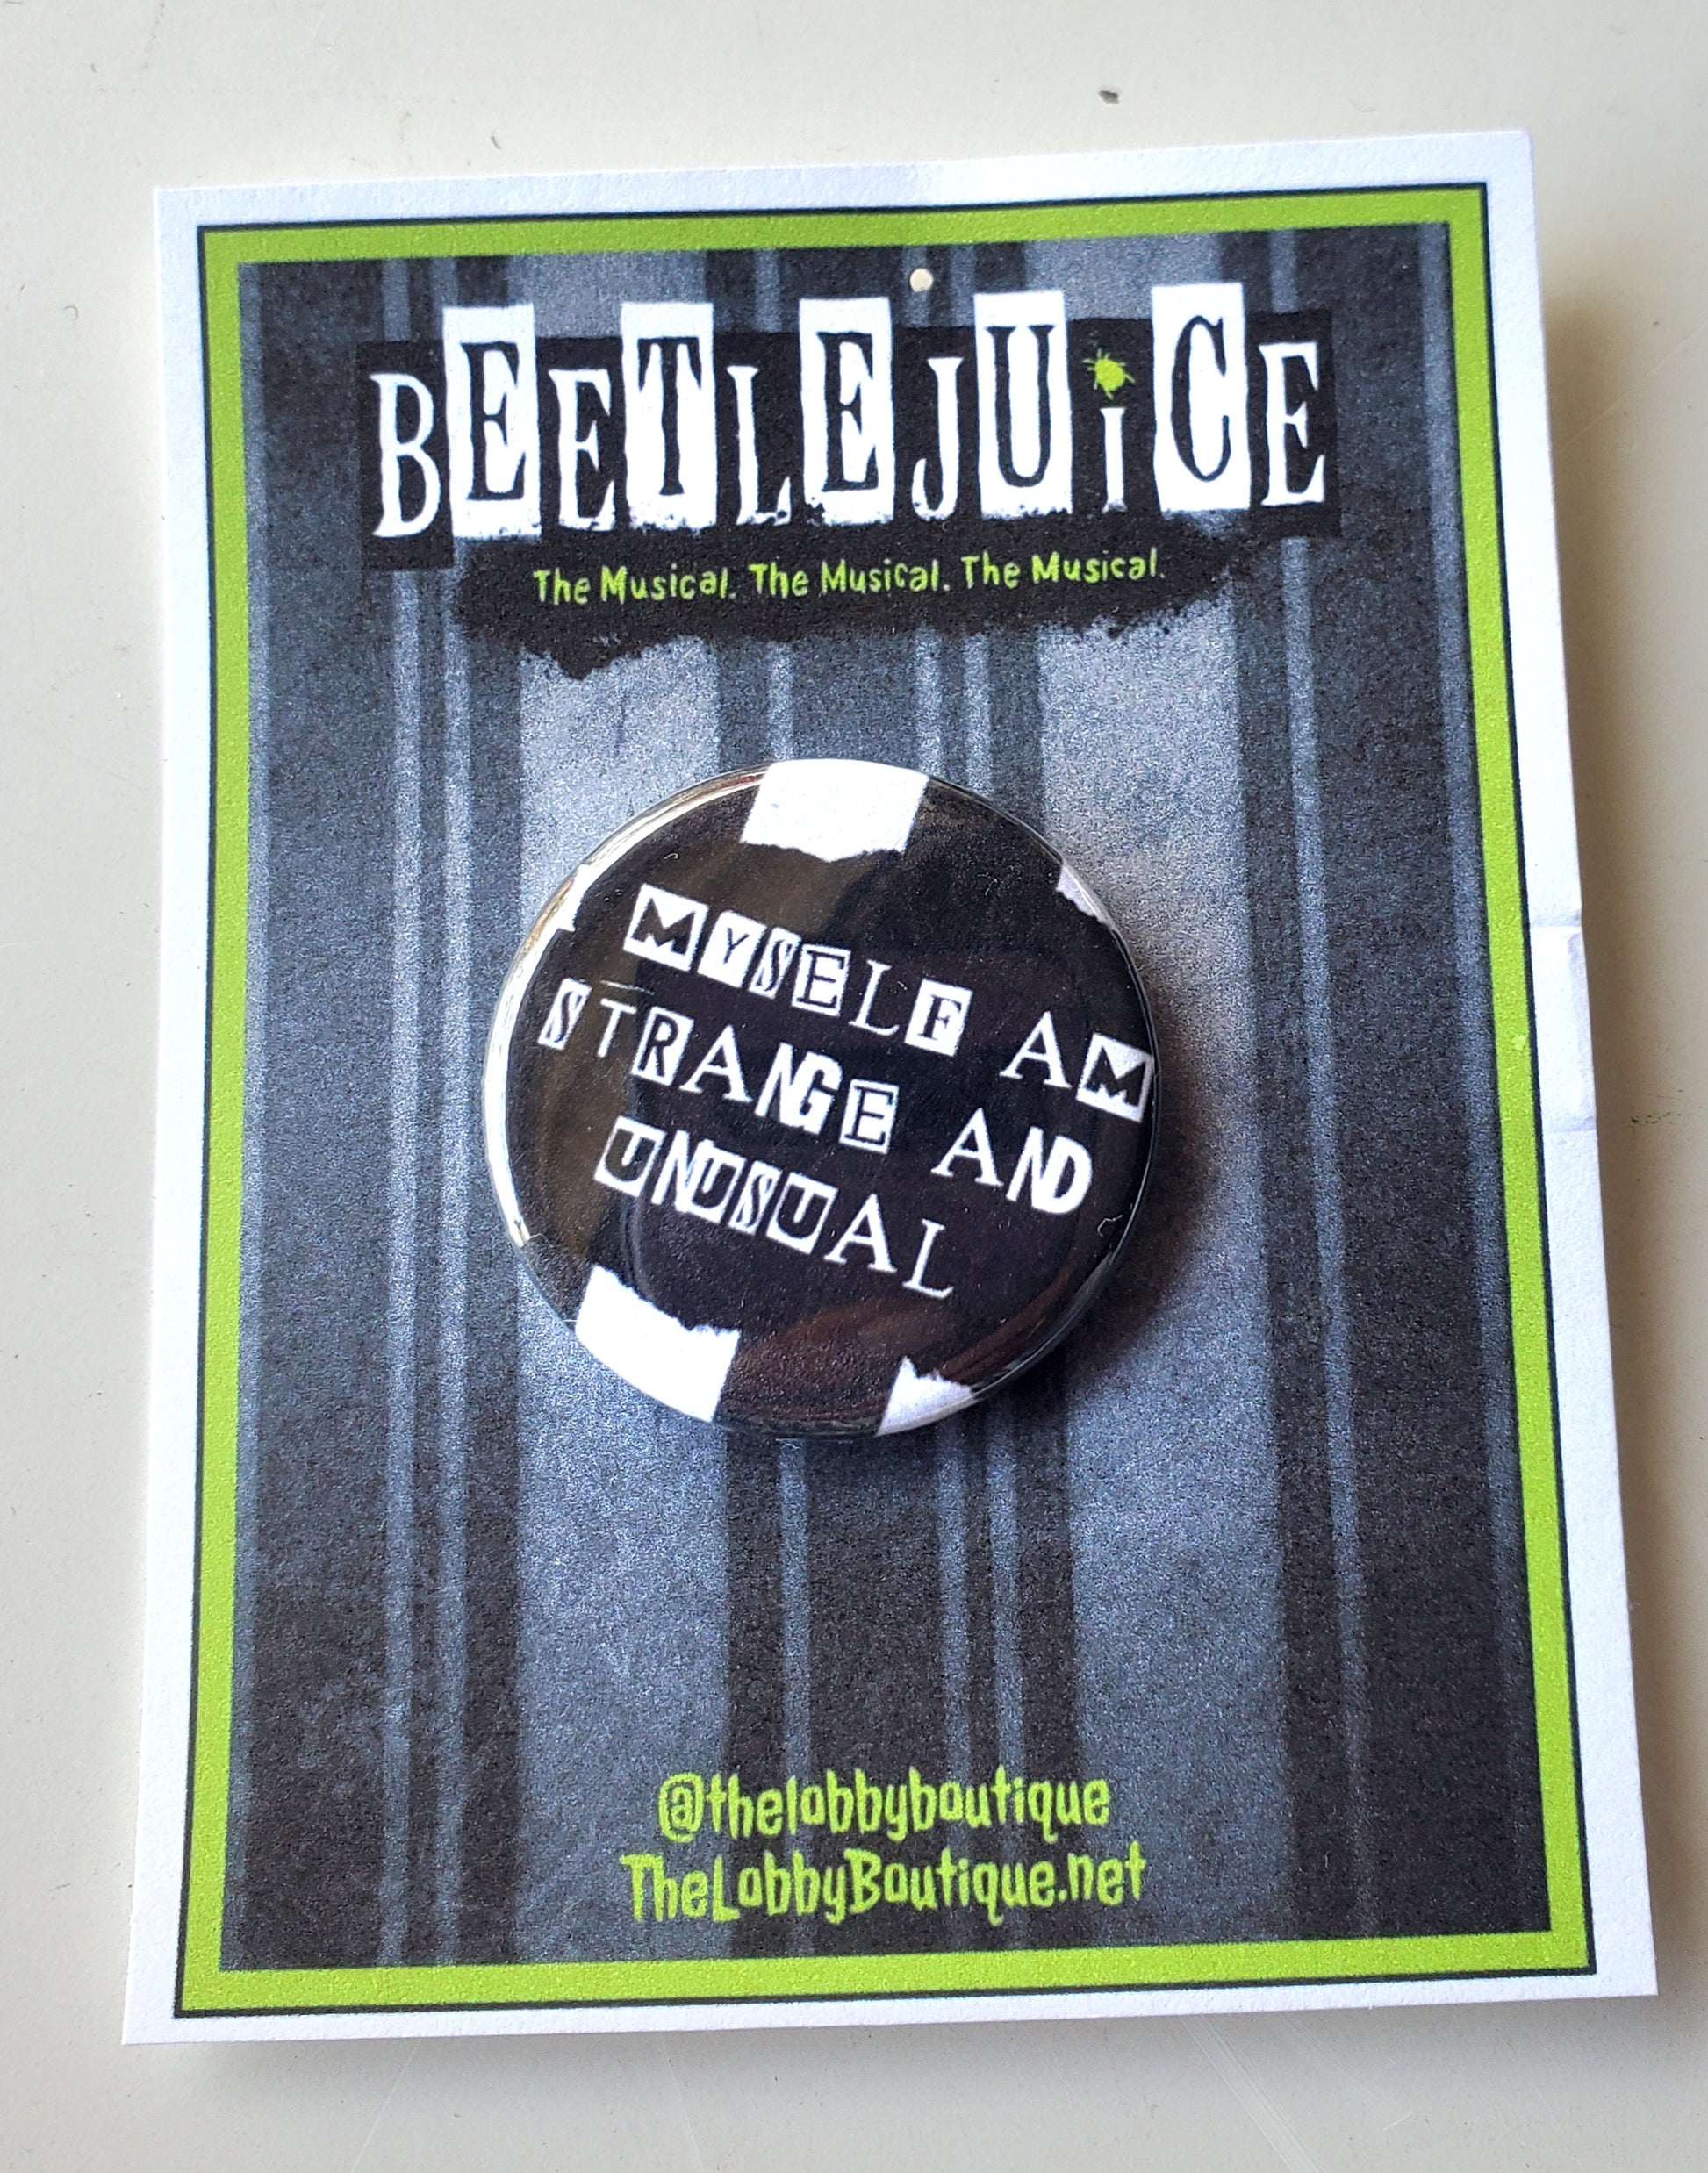 BEETLEJUiCE
The Musical. The Musical. The Musical.
MYSELF AM
STRANGE AND
UNUSUAL
@thelobbyboutique
TheLobbyBoutique.net